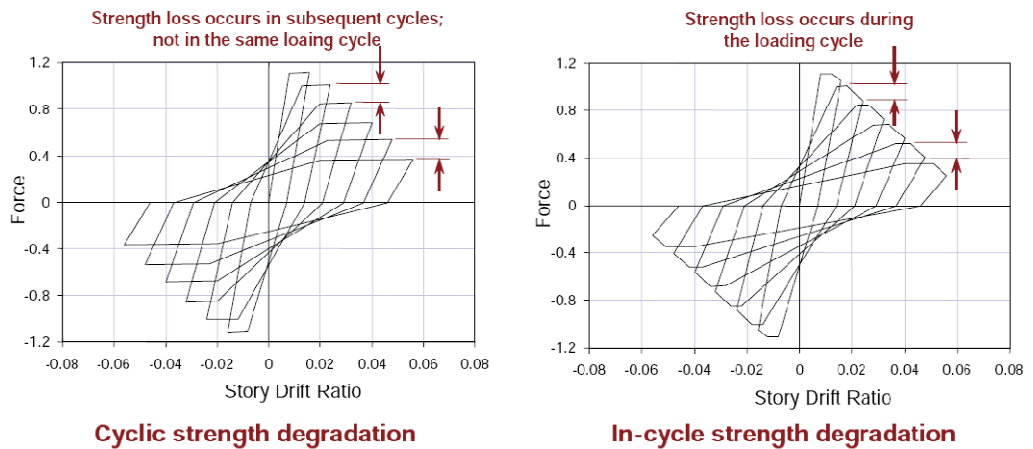 Strength loss occurs in subsequent cycles;
not in the same loaing cycle
1.2
0.8
0.4
0
-0.4
-0.8
-1.2
Force
-0.08 -0.06 -0.04 -0.02 0 0.02 0.04 0.06 0.08
Story Drift Ratio
Cyclic strength degradation
Strength loss occurs during
the loading cycle
1.2
0.8
0.4
0
-0.4
-0.8
-1.2
Force
-0.08 -0.06 -0.04 -0.02 0 0.02 0.04 0.06 0.08
Story Drift Ratio
In-cycle strength degradation